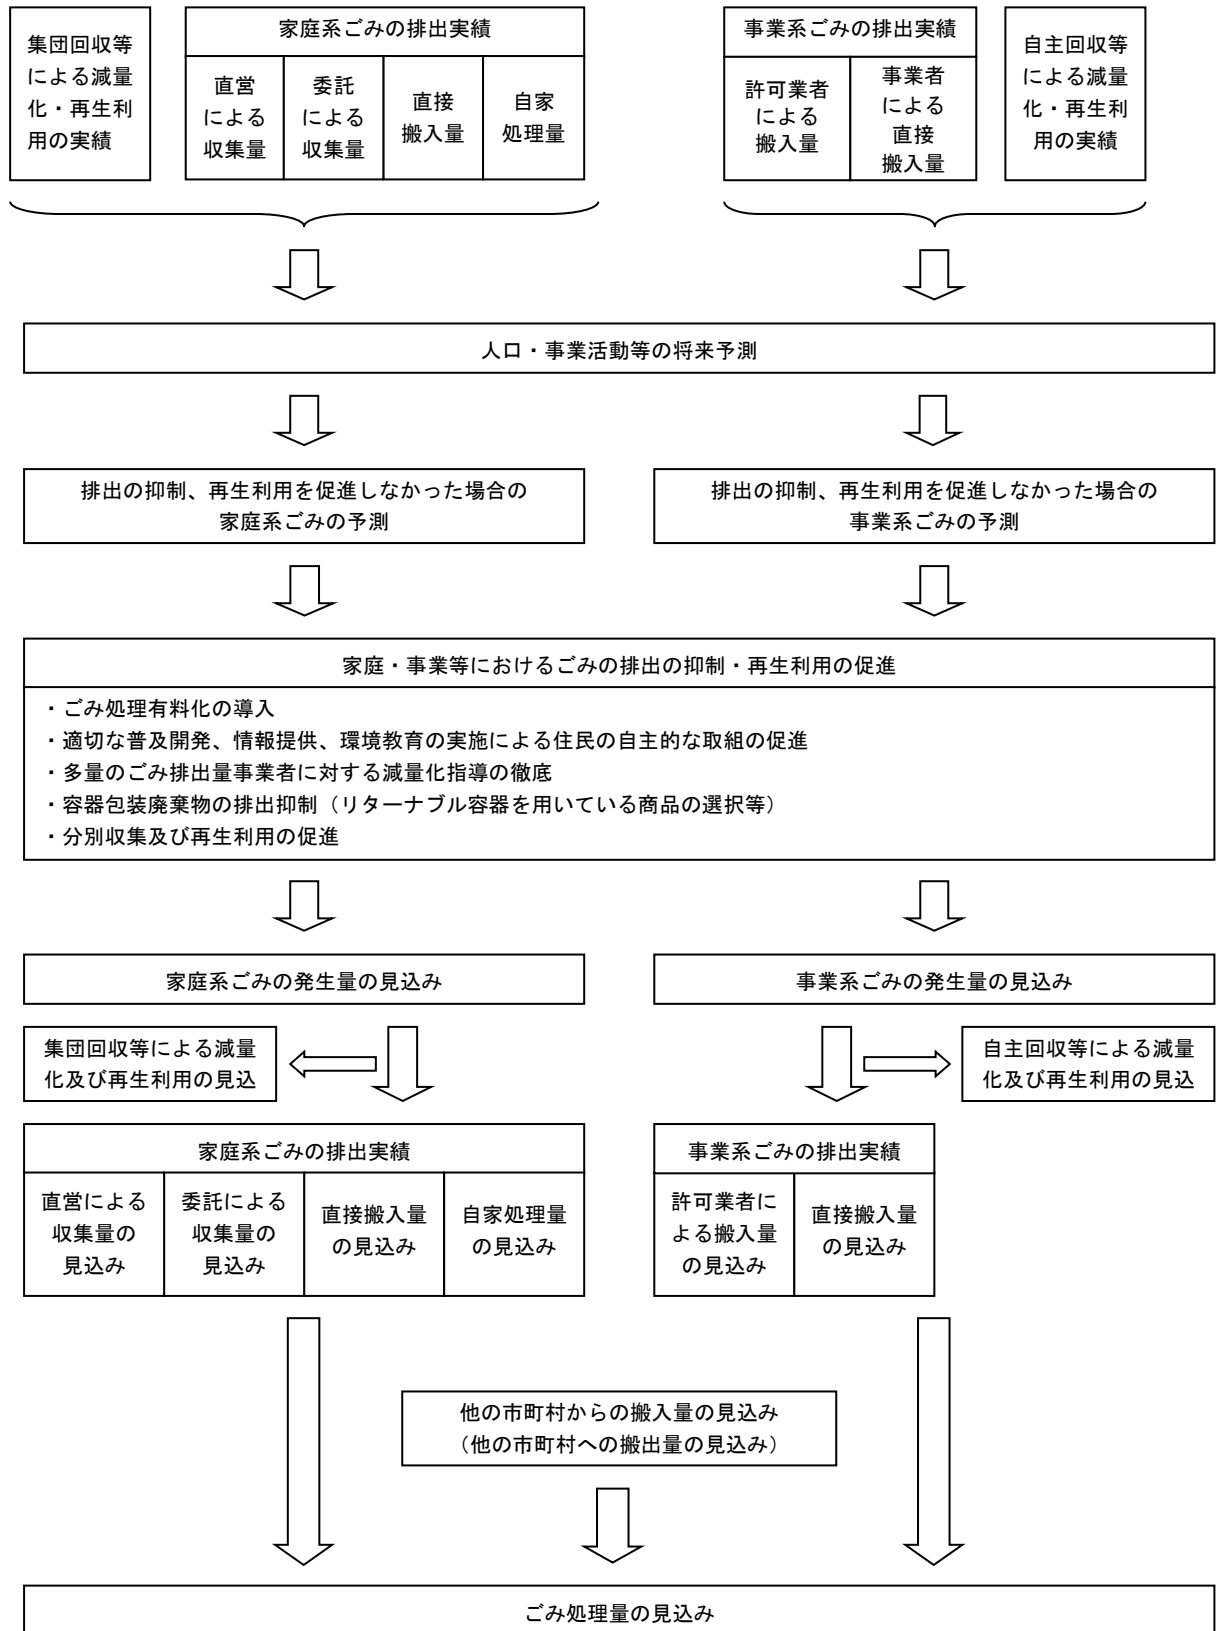 集団回収等
による減量
化・再生利
用の実績
家庭系ごみの排出実績
直営
による
収集量
委託
による
収集量
直接
搬入量
自家
処理量
事業系ごみの排出実績
許可業者
による
搬入量
事業者
による
直接
搬入量
自主回収等
による減量
化・再生利
用の実績
人口・事業活動等の将来予測
排出の抑制、再生利用を促進しなかった場合の
家庭系ごみの予測
排出の抑制、再生利用を促進しなかった場合の
事業系ごみの予測
家庭・事業等におけるごみの排出の抑制・再生利用の促進
・ごみ処理有料化の導入
・適切な普及開発、情報提供、環境教育の実施による住民の自主的な取組の促進
・多量のごみ排出量事業者に対する減量化指導の徹底
・容器包装廃棄物の排出抑制（リターナブル容器を用いている商品の選択等）
・分別収集及び再生利用の促進
家庭系ごみの発生量の見込み
事業系ごみの発生量の見込み
集団回収等による減量
化及び再生利用の見込
自主回収等による減量
化及び再生利用の見込
家庭系ごみの排出実績
直営による
収集量の
見込み
委託による
収集量の
見込み
直接搬入量
の見込み
自家処理量
の見込み
事業系ごみの排出実績
許可業者に
よる搬入量
の見込み
直接搬入量
の見込み
他の市町村からの搬入量の見込み
（他の市町村への搬出量の見込み）
ごみ処理量の見込み